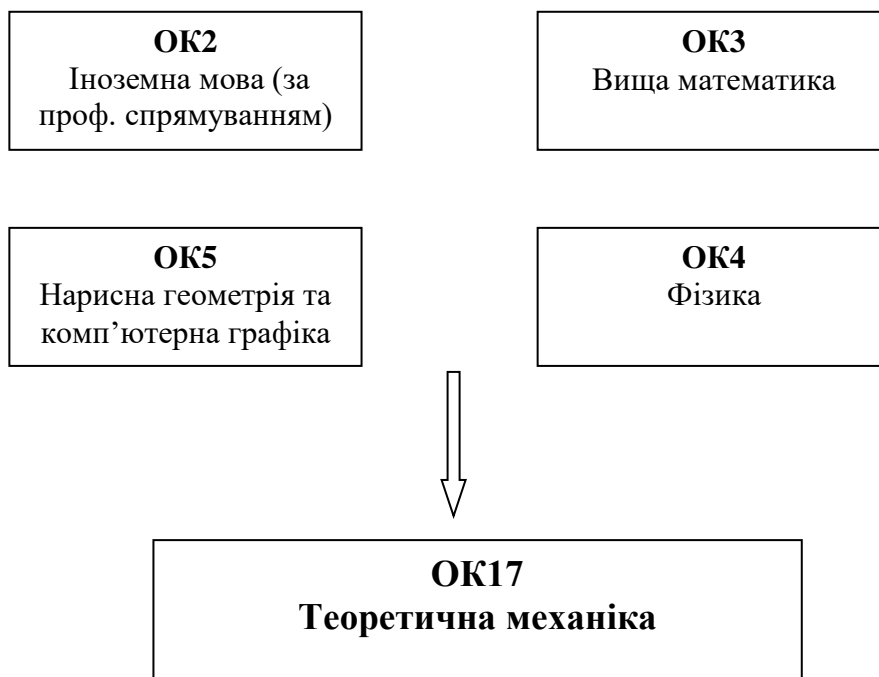 ОК2
Іноземна мова (за
проф. спрямуванням)
ОК3
Вища математика
ОК5
Нарисна геометрія та
комп’ютерна графіка
ОК4
Фізика
ОК17
Теоретична механіка